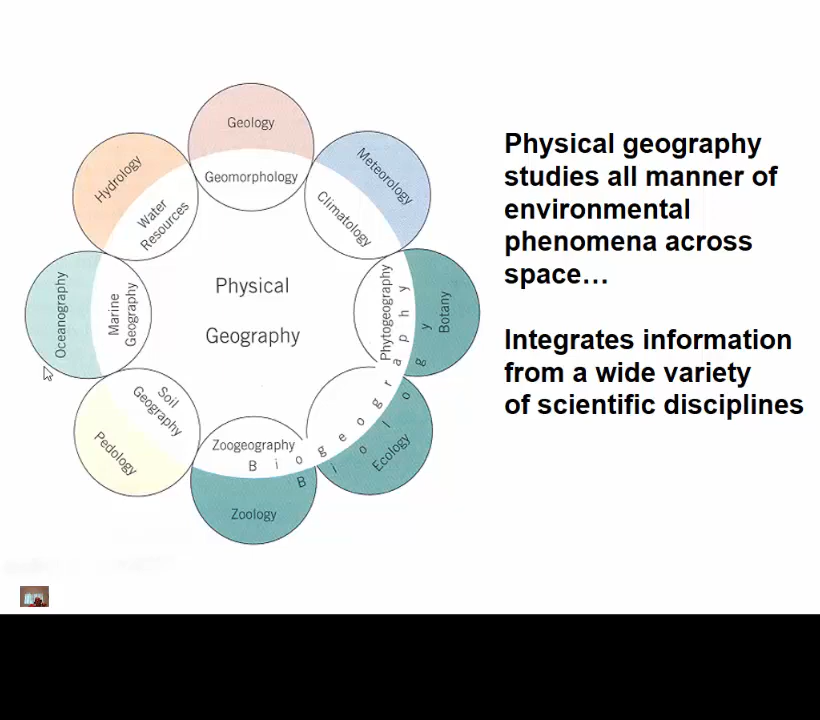 Geology
Geomorphology
Hydrology
Water
Resources
Meteorology
Climatology
Oceanography
Marine
Geography
Physical
Geography
Phytogeography
Botany
Soil
Geography
Pedology
Zoogeography
Zoology
Ecology
Biogeography
Biology
Physical geography
studies all manner of
environmental
phenomena across
space…
Integrates information
from a wide variety
of scientific disciplines